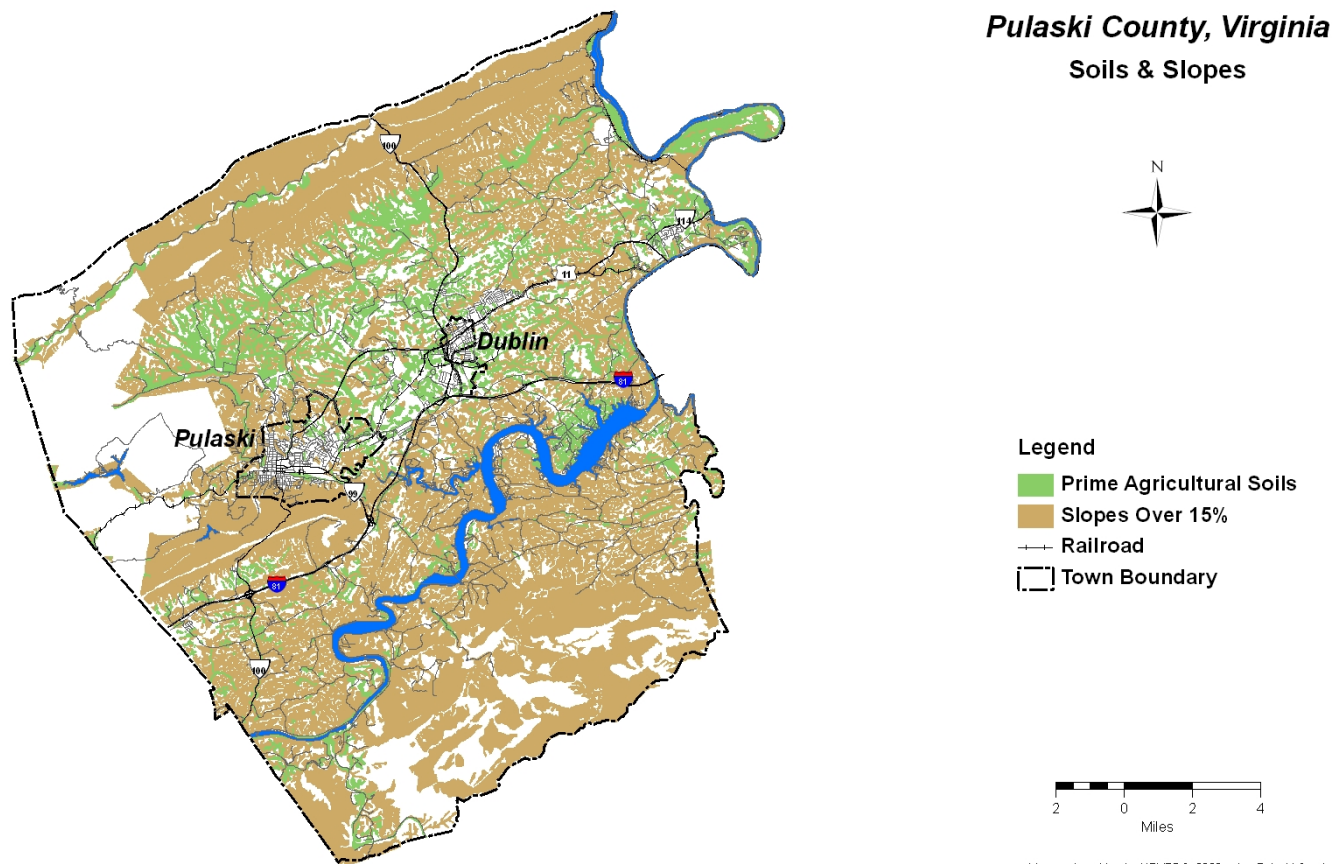 Pulaski County, Virginia
Soils & Slopes
N
100
114
11
Dublin
81
Pulaski
99
81
100
Legend
Prime Agricultural Soils
Slopes Over 15%
Railroad
Town Boundary
2 0 2 4
Miles